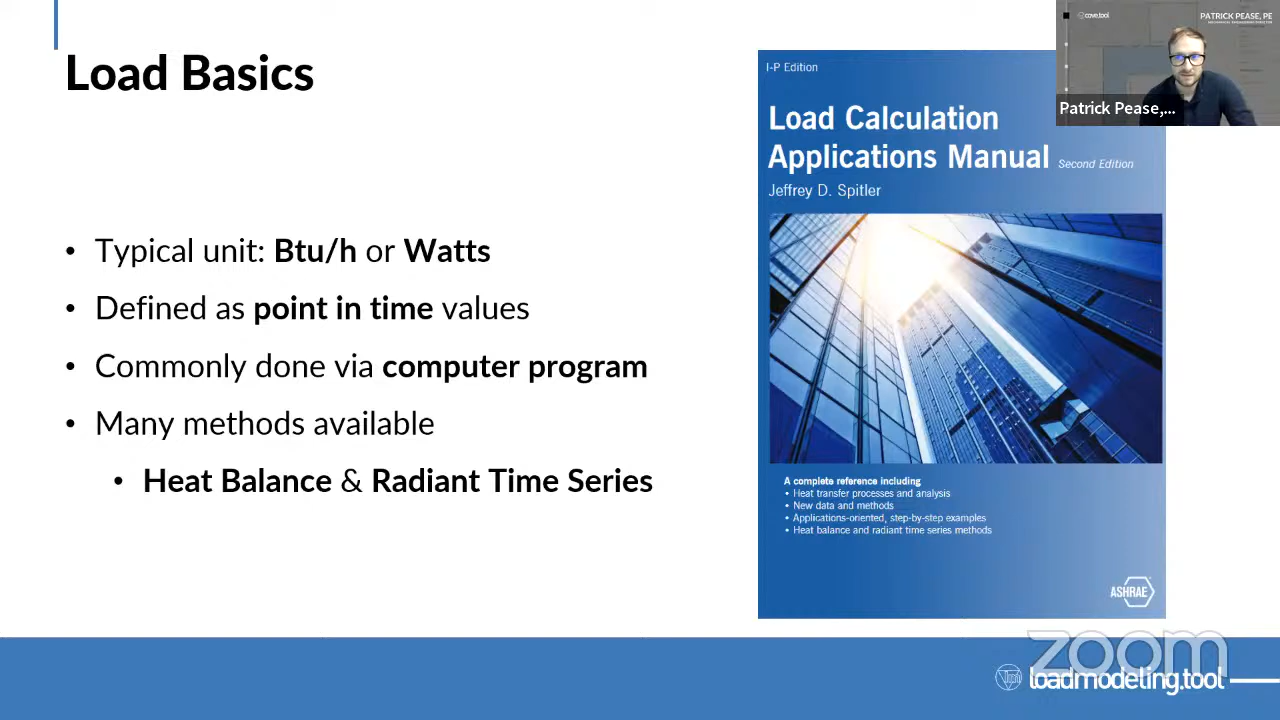 Load Basics
• Typical unit: Btu/h or Watts
• Defined as point in time values
• Commonly done via computer program
• Many methods available
• Heat Balance & Radiant Time Series
I-P Edition
Load Calculation
Applications Manual Second Edition
Jeffrey D. Spitler
A complete reference including
• Heat transfer processes and analysis
• New data and methods
• Applications-oriented, step-by-step examples
• Heat balance and radiant time series methods
ASHRAE
cove.tool
PATRICK PEASE, PE
Patrick Pease,...
zoom
loadmodeling.tool